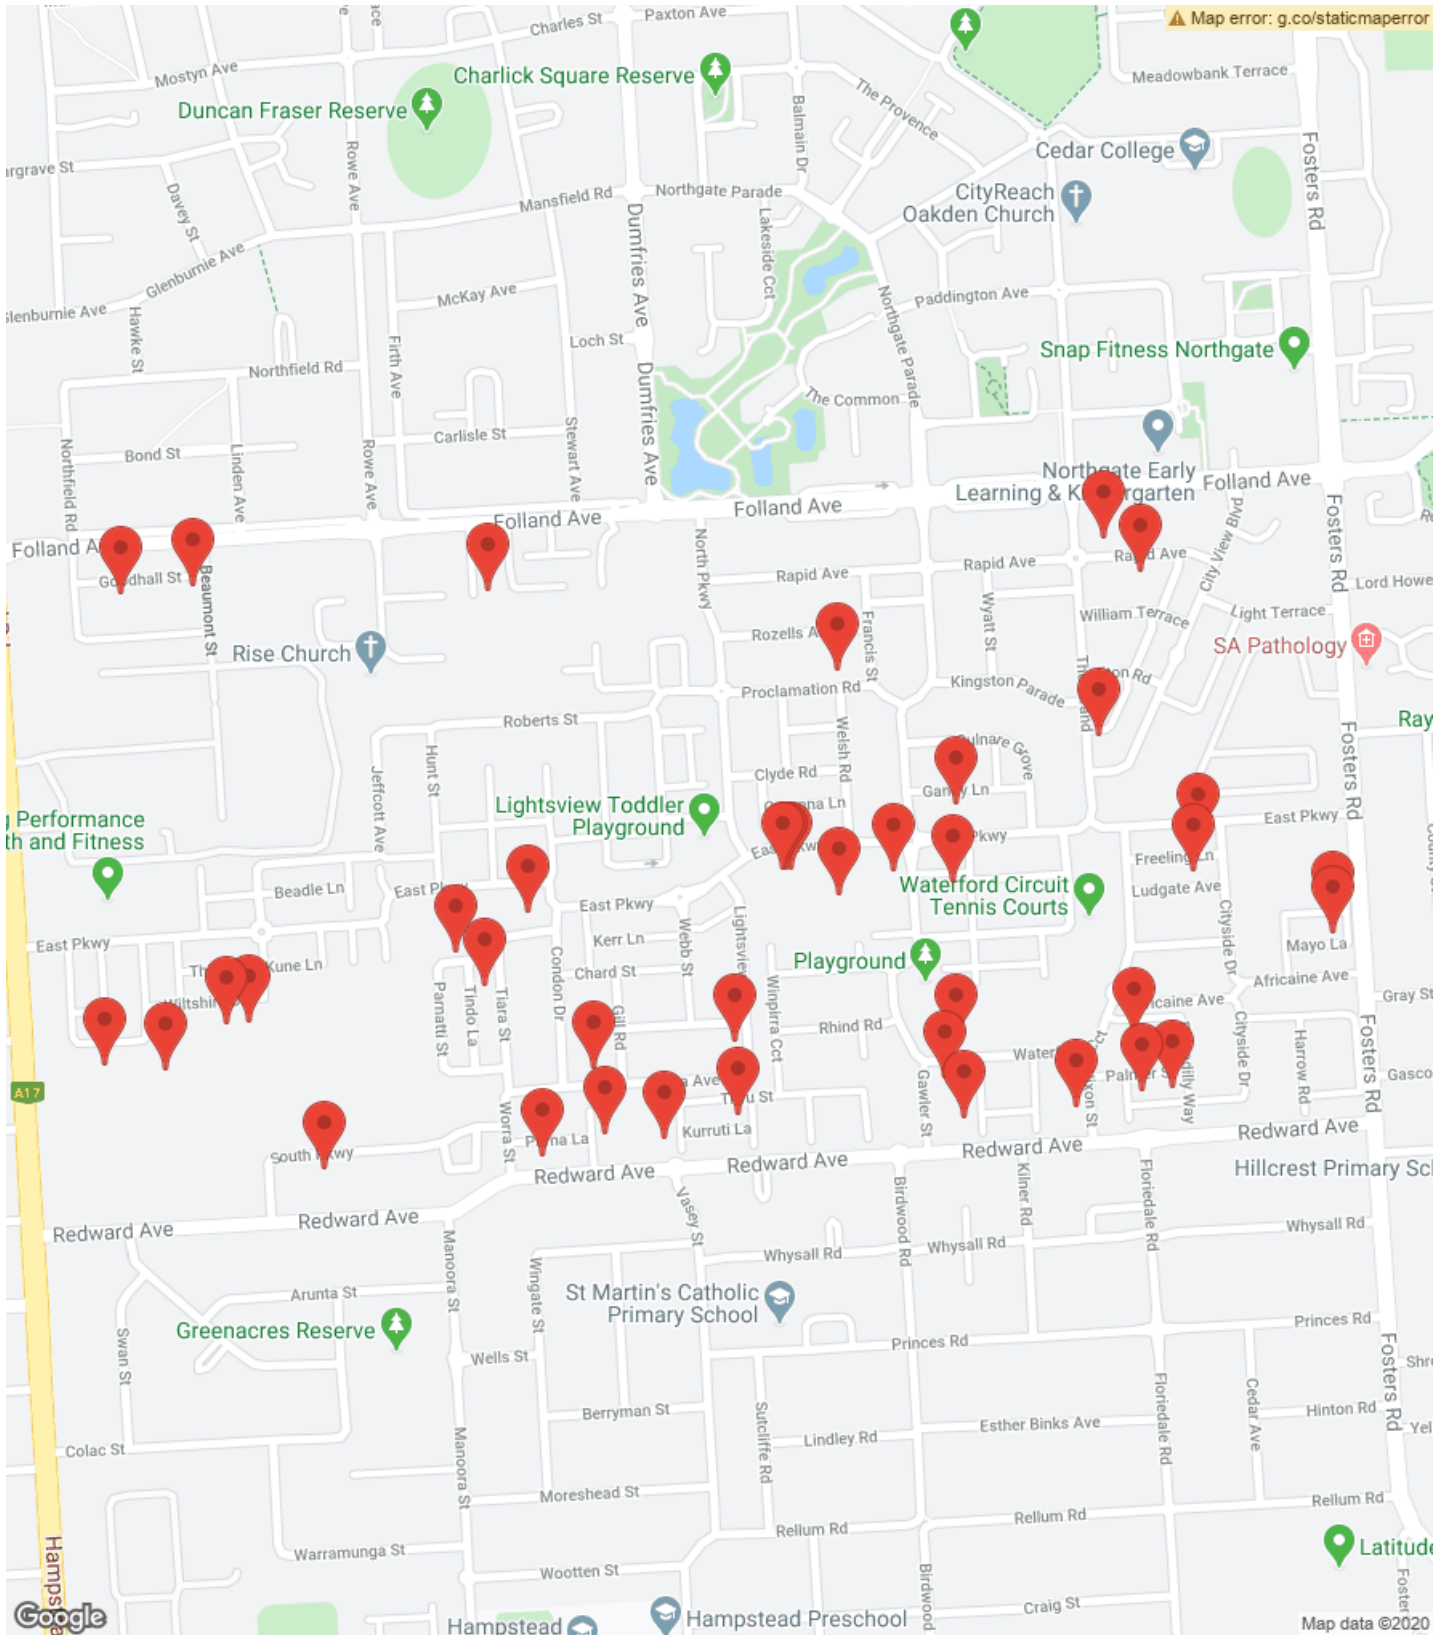 Paxton Ave
Map error: g.co/staticmaperror
Charles St
Mostyn Ave
Charlick Square Reserve
Meadowbank Terrace
Duncan Fraser Reserve
Balmain Dr
The Provence
Fosters Rd
Cedar College
Rowe Ave
CityReach
Oakden Church
Davey St
Mansfield Rd
Northgate Parade
Dumfries Ave
Lakeside Cct
Glenburnie Ave
McKay Ave
Paddington Ave
Northgate Parade
Hawke St
Firth Ave
Loch St
Snap Fitness Northgate
Northfield Rd
Dumfries Ave
The Common
Carlisle St
Stewart Ave
Bond St
Linden Ave
Rowe Ave
Northfield Rd
Northgate Early
Folland Ave
Folland Ave
Folland Ave
City View Blvd
Fosters Rd
North Pkwy
Rapid Ave
Rapid Ave
Beaumont St
Francis St
Wyatt St
William Terrace
Light Terrace
Lord Howe
Rise Church
SA Pathology
Proclamation Rd
Kingston Parade
Roberts St
Welsh Rd
Fosters Rd
Hunt St
Jeffcott Ave
Clyde Rd
Lightsview Toddler
Playground
Performance
th and Fitness
East Pkwy
Freeling Ln
Ludgate Ave
Beadle Ln
East Pkwy
Waterford Circuit
Tennis Courts
East Pkwy
Kerr Ln
Webb St
Cityside Dr
Mayo La
Kune Ln
Chard St
Playground
Africaine Ave
Condon Dr
Parnatti St
Tindo La
Tiara St
Gill Rd
Winpirra Cct
Rhind Rd
Gray St
Cityside Dr
Harrow Rd
Fosters Rd
A17
Worra St
Gawler St
Kurruti La
Redward Ave
Redward Ave
Redward Ave
Redward Ave
Redward Ave
Redward Ave
Hillcrest Primary Sc
Vasey St
Birdwood Rd
Kilner Rd
Floriedale Rd
Manoora St
Whysall Rd
Whysall Rd
Whysall Rd
Wingate St
Arunta St
St Martin's Catholic
Primary School
Greenacres Reserve
Swan St
Princes Rd
Princes Rd
Wells St
Fosters Rd
Floriedale Rd
Cedar Ave
Berryman St
Sutcliffe Rd
Esther Binks Ave
Hinton Rd
Lindley Rd
Colac St
Manoora St
Moreshead St
Rellum Rd
Rellum Rd
Rellum Rd
Warramunga St
Wootten St
Latitude
Birdwood
Craig St
Google
Hampstead
Hampstead Preschool
Map data ©2020